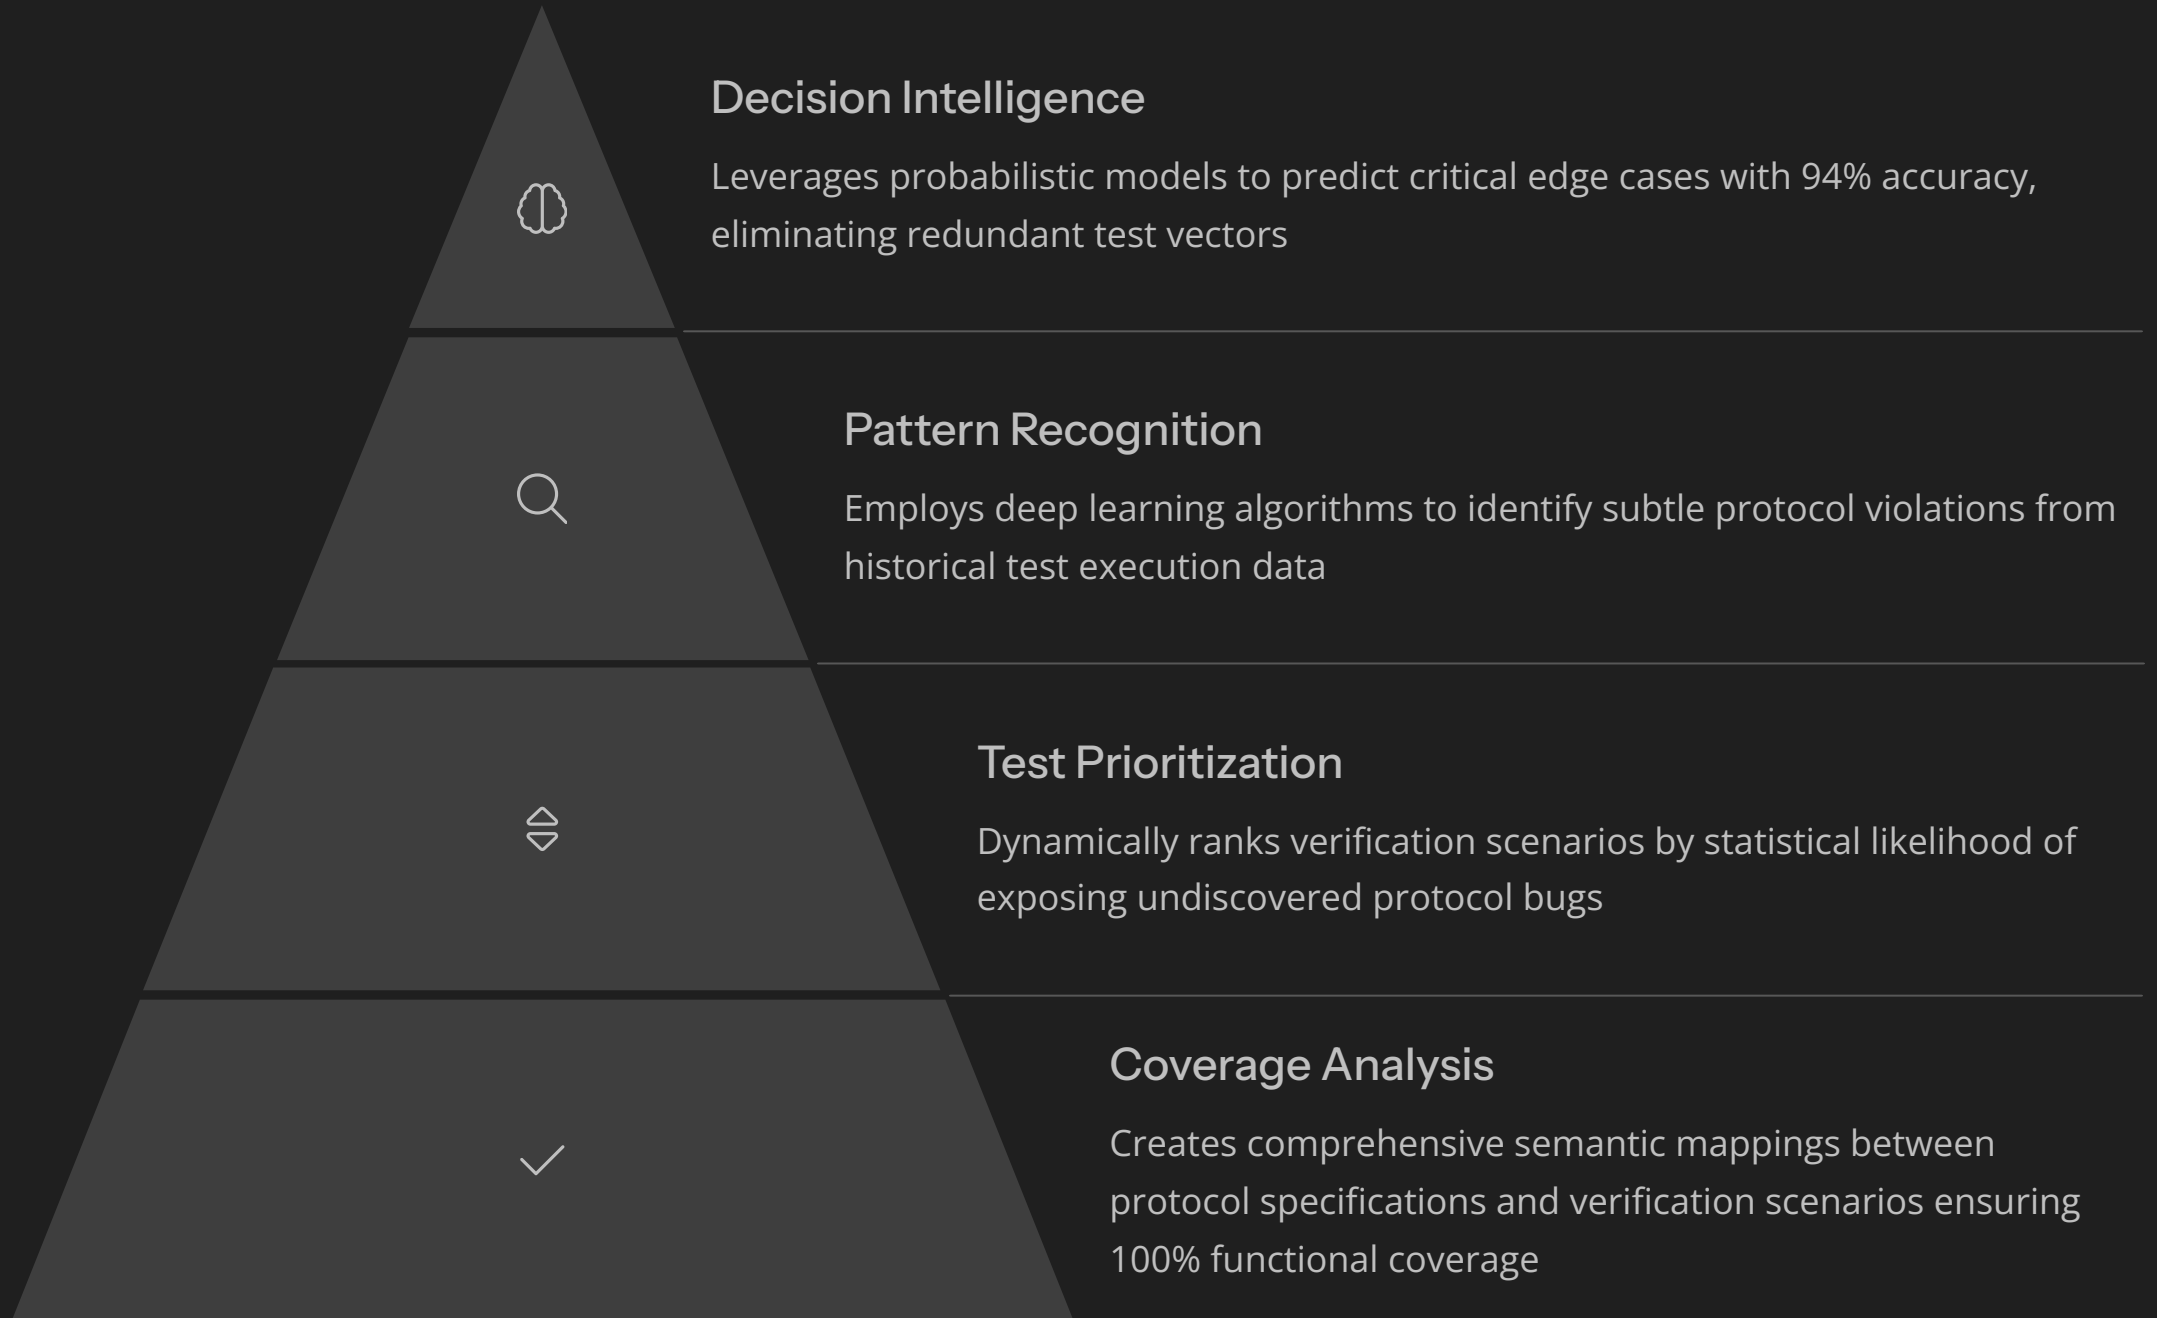 Decision Intelligence
Leverages probabilistic models to predict critical edge cases with 94% accuracy,
eliminating redundant test vectors
Pattern Recognition
Employs deep learning algorithms to identify subtle protocol violations from
historical test execution data
Test Prioritization
Dynamically ranks verification scenarios by statistical likelihood of
exposing undiscovered protocol bugs
Coverage Analysis
Creates comprehensive semantic mappings between
protocol specifications and verification scenarios ensuring
100% functional coverage